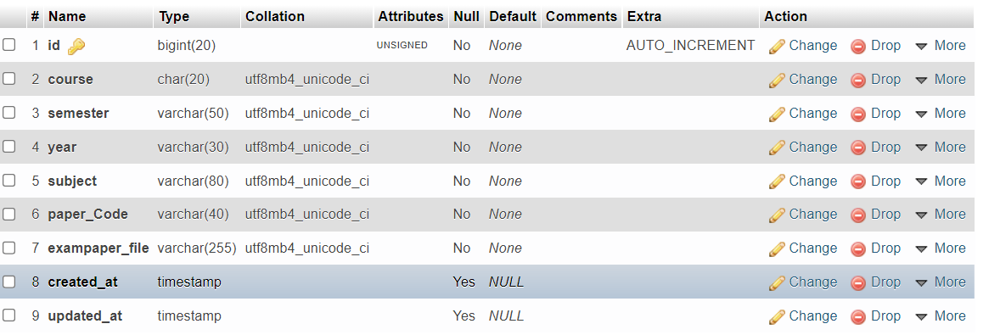 # Name Type Collation Attributes Null Default Comments Extra Action
1 id bigint(20) UNSIGNED No None AUTO_INCREMENT Change Drop More
2 course char(20) utf8mb4_unicode_ci No None Change Drop More
3 semester varchar(50) utf8mb4_unicode_ci No None Change Drop More
4 year varchar(30) utf8mb4_unicode_ci No None Change Drop More
5 subject varchar(80) utf8mb4_unicode_ci No None Change Drop More
6 paper_Code varchar(40) utf8mb4_unicode_ci No None Change Drop More
7 exampaper_file varchar(255) utf8mb4_unicode_ci No None Change Drop More
8 created_at timestamp Yes NULL Change Drop More
9 updated_at timestamp Yes NULL Change Drop More